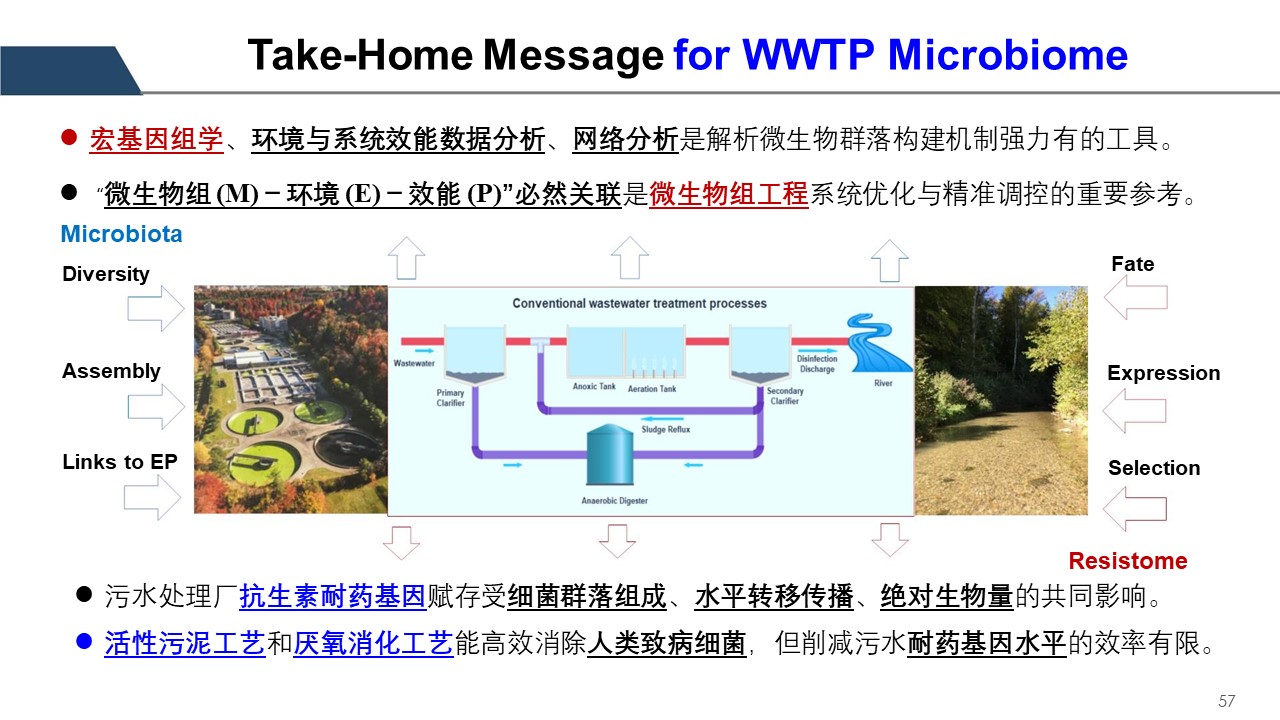 Take-Home Message for WWTP Microbiome
● 宏基因组学、环境与系统效能数据分析、网络分析是解析微生物群落构建机制强力有的工具。
● “微生物组 (M) – 环境 (E) – 效能 (P)”必然关联是微生物组工程系统优化与精准调控的重要参考。
Microbiota
Diversity
Assembly
Links to EP
Conventional wastewater treatment processes
Wastewater
Primary
Clarifier
Anoxic Tank
Aeration Tank
Secondary
Clarifier
Disinfection
Discharge
River
Sludge Reflux
Anaerobic Digester
Fate
Expression
Selection
Resistome
● 污水处理厂抗生素耐药基因赋存受细菌群落组成、水平转移传播、绝对生物量的共同影响。
● 活性污泥工艺和厌氧消化工艺能高效消除人类致病细菌，但削减污水耐药基因水平的效率有限。
57